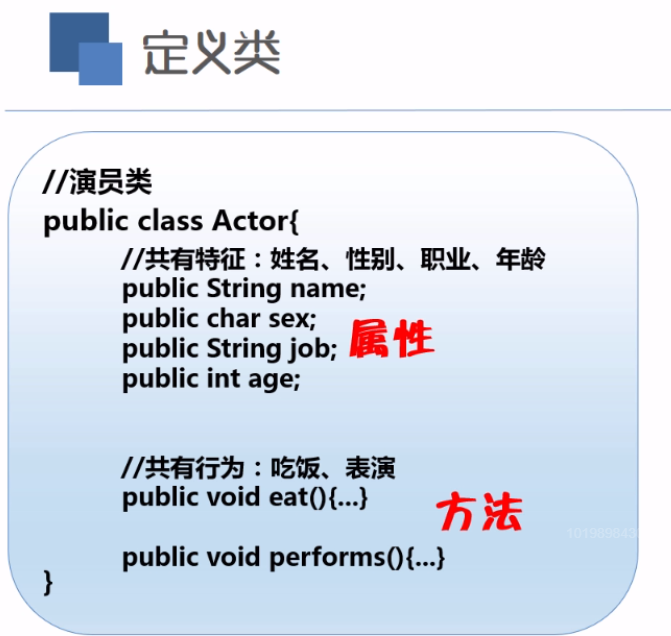 定义类
//演员类
public class Actor{
//共有特征：姓名、性别、职业、年龄
public String name;
public char sex;
public String job;
属性
public int age;
//共有行为：吃饭、表演
public void eat(){...}
方法
public void performs(){...}
}